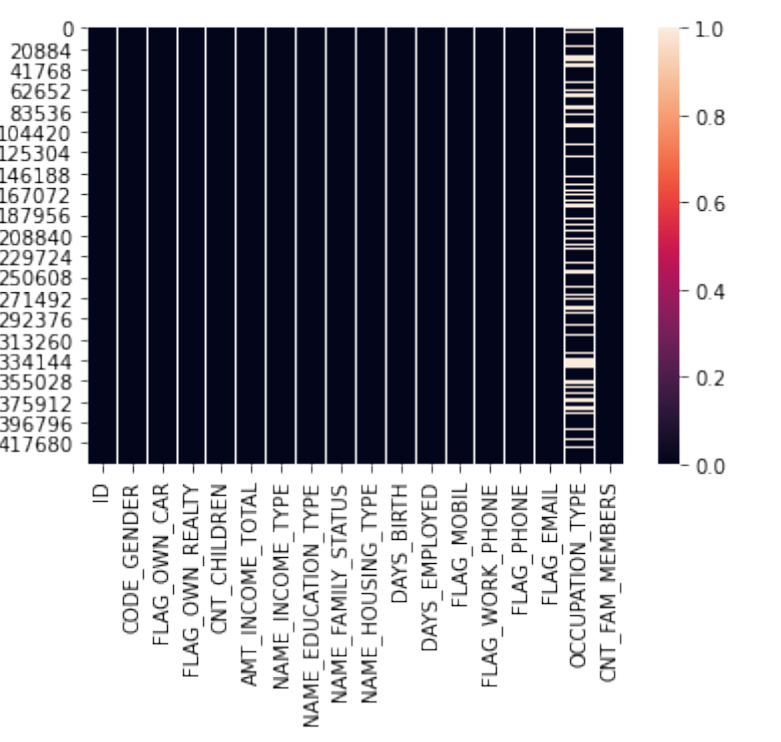 0
20884
41768
62652
83536
104420
125304
146188
167072
187956
208840
229724
250608
271492
292376
313260
334144
355028
375912
396796
417680
ID
CODE_GENDER
FLAG_OWN_CAR
FLAG_OWN_REALTY
CNT_CHILDREN
AMT_INCOME_TOTAL
NAME_INCOME_TYPE
NAME_EDUCATION_TYPE
NAME_FAMILY_STATUS
NAME_HOUSING_TYPE
DAYS_BIRTH
DAYS_EMPLOYED
FLAG_MOBIL
FLAG_WORK_PHONE
FLAG_PHONE
FLAG_EMAIL
OCCUPATION_TYPE
CNT_FAM_MEMBERS
1.0
0.8
0.6
0.4
0.2
0.0